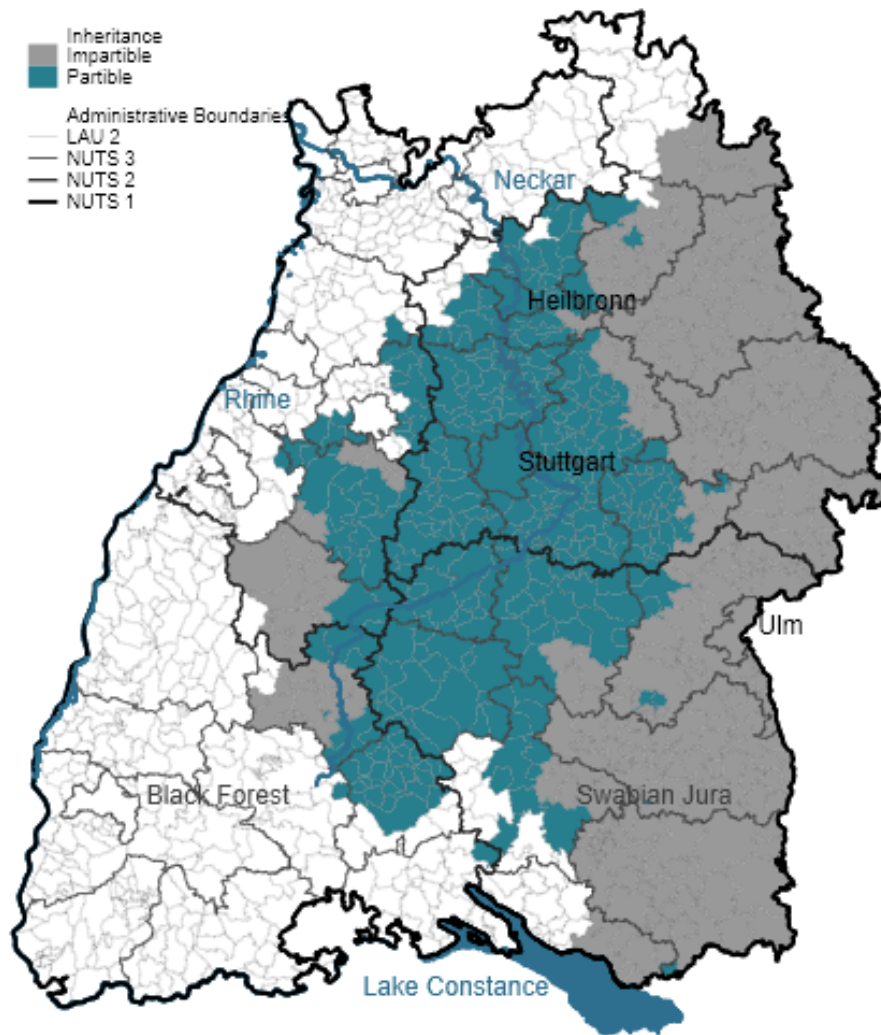 Inheritance
Impartible
Partible
Administrative Boundaries
LAU 2
NUTS 3
NUTS 2
NUTS 1
Neckar
Heilbronn
Rhine
Stuttgart
Ulm
Black Forest
Swabian Jura
Lake Constance